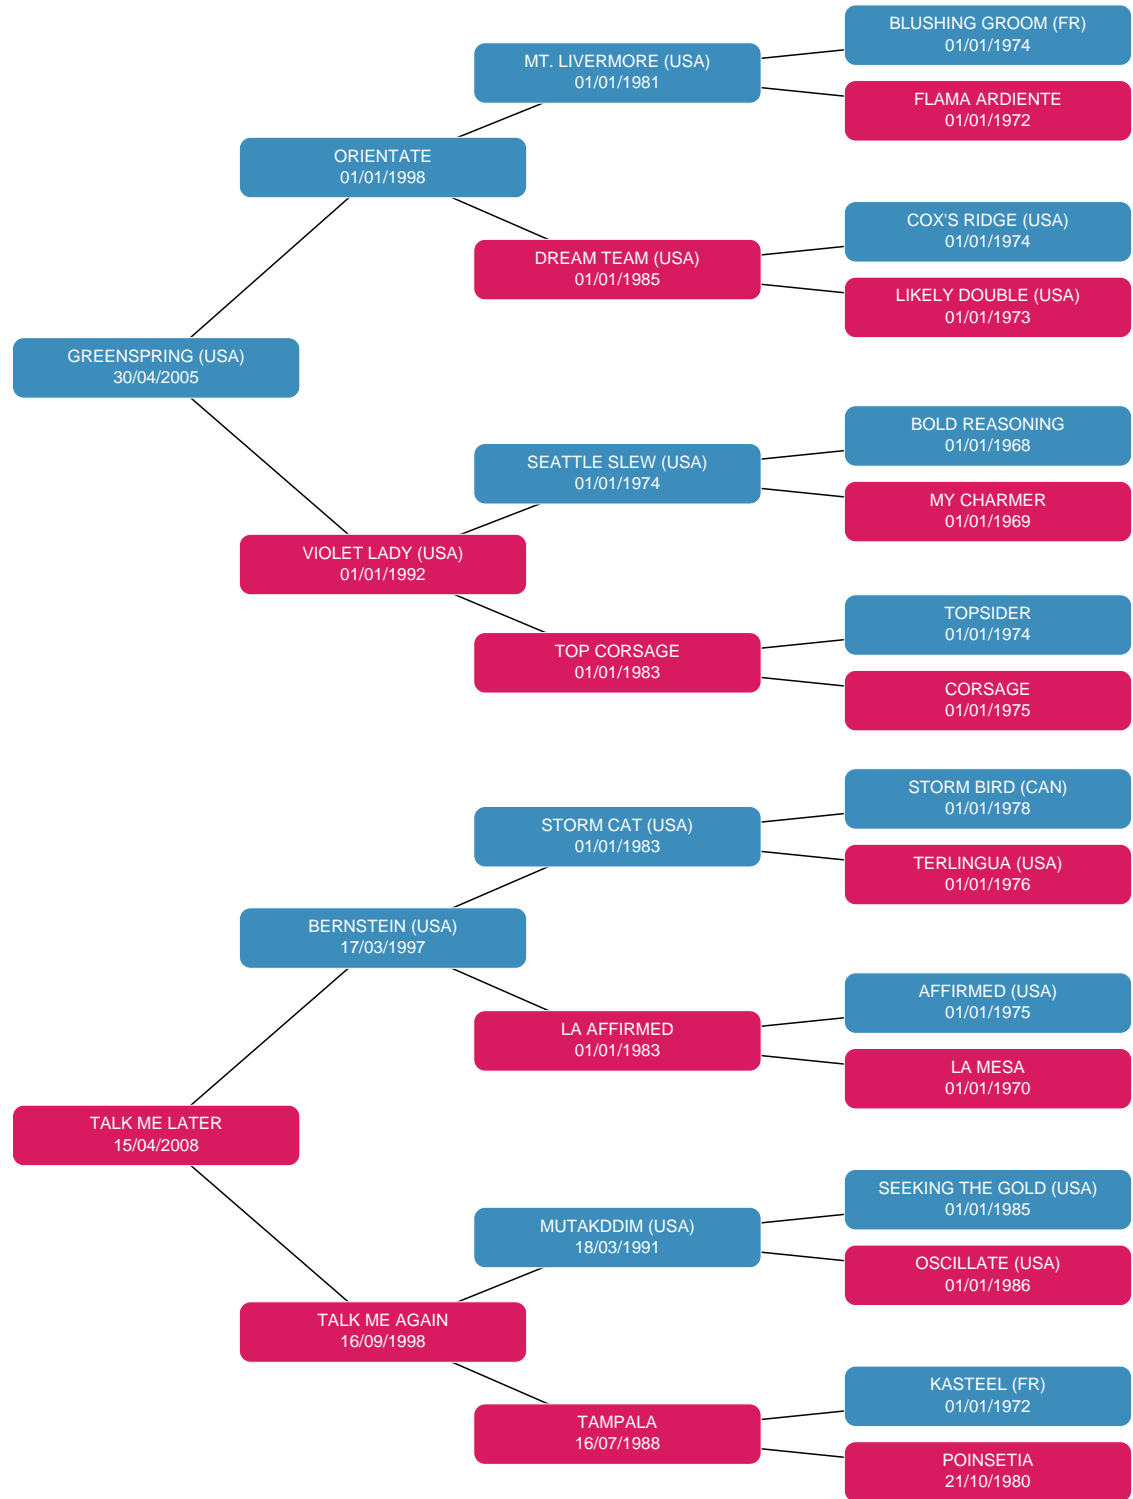 BLUSHING GROOM (FR)
01/01/1974
MT. LIVERMORE (USA)
01/01/1981
FLAMA ARDIENTE
01/01/1972
ORIENTATE
01/01/1998
COX'S RIDGE (USA)
01/01/1974
DREAM TEAM (USA)
01/01/1985
LIKELY DOUBLE (USA)
01/01/1973
GREENSPRING (USA)
30/04/2005
BOLD REASONING
01/01/1968
SEATTLE SLEW (USA)
01/01/1974
MY CHARMER
01/01/1969
VIOLET LADY (USA)
01/01/1992
TOPSIDER
01/01/1974
TOP CORSAGE
01/01/1983
CORSAGE
01/01/1975
STORM BIRD (CAN)
01/01/1978
STORM CAT (USA)
01/01/1983
TERLINGUA (USA)
01/01/1976
BERNSTEIN (USA)
17/03/1997
AFFIRMED (USA)
01/01/1975
LA AFFIRMED
01/01/1983
LA MESA
01/01/1970
TALK ME LATER
15/04/2008
SEEKING THE GOLD (USA)
01/01/1985
MUTAKDDIM (USA)
18/03/1991
OSCILLATE (USA)
01/01/1986
TALK ME AGAIN
16/09/1998
KASTEEL (FR)
01/01/1972
TAMPALA
16/07/1988
POINSETIA
21/10/1980